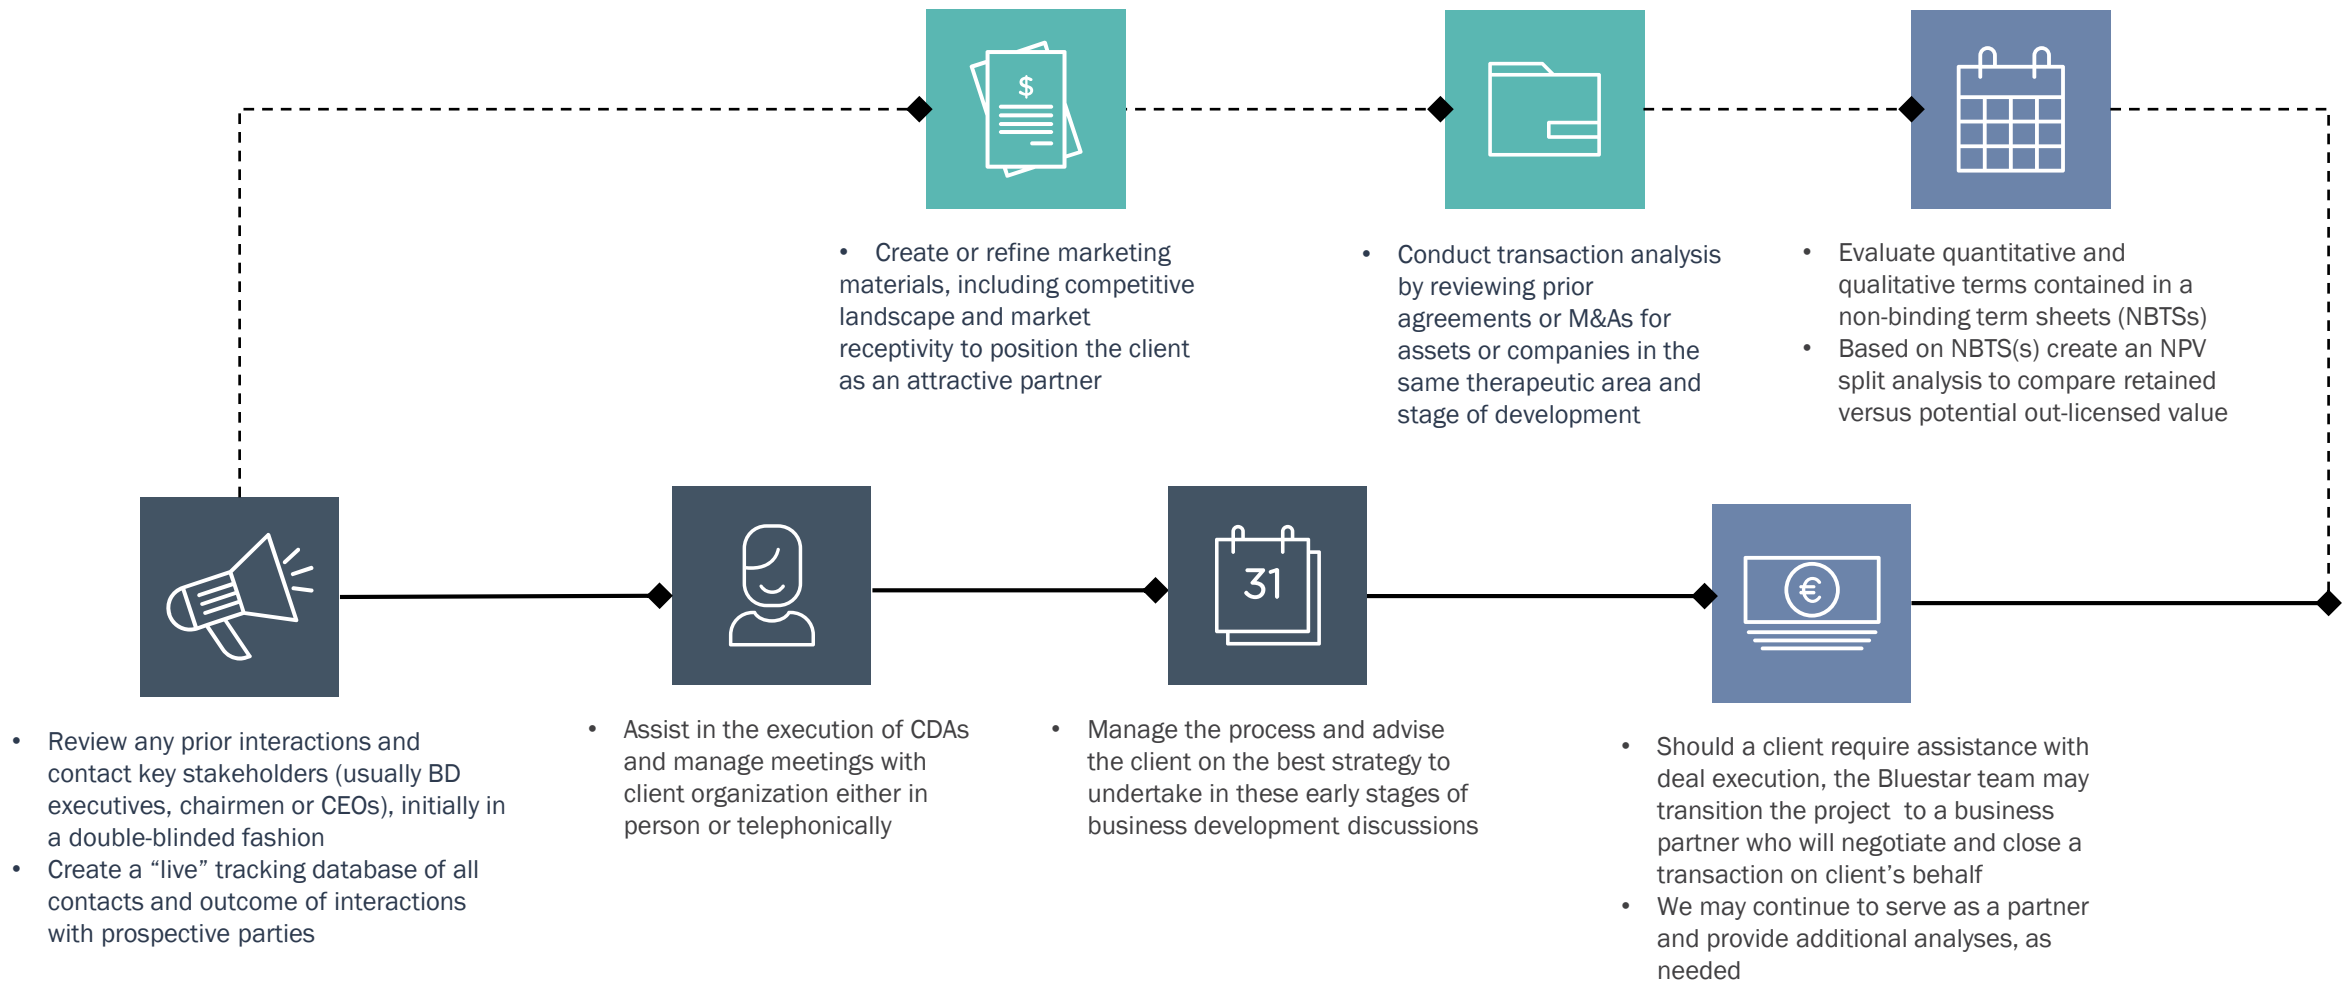 $
• Create or refine marketing
materials, including competitive
landscape and market
receptivity to position the client
as an attractive partner
• Conduct transaction analysis
by reviewing prior
agreements or M&As for
assets or companies in the
same therapeutic area and
stage of development
• Evaluate quantitative and
qualitative terms contained in a
non-binding term sheets (NBTSs)
• Based on NBTS(s) create an NPV
split analysis to compare retained
versus potential out-licensed value
• Review any prior interactions and
contact key stakeholders (usually BD
executives, chairmen or CEOs), initially in
a double-blinded fashion
• Create a “live” tracking database of all
contacts and outcome of interactions
with prospective parties
• Assist in the execution of CDAs
and manage meetings with
client organization either in
person or telephonically
31
• Manage the process and advise
the client on the best strategy to
undertake in these early stages of
business development discussions
€
• Should a client require assistance with
deal execution, the Bluestar team may
transition the project  to a business
partner who will negotiate and close a
transaction on client’s behalf
• We may continue to serve as a partner
and provide additional analyses, as
needed